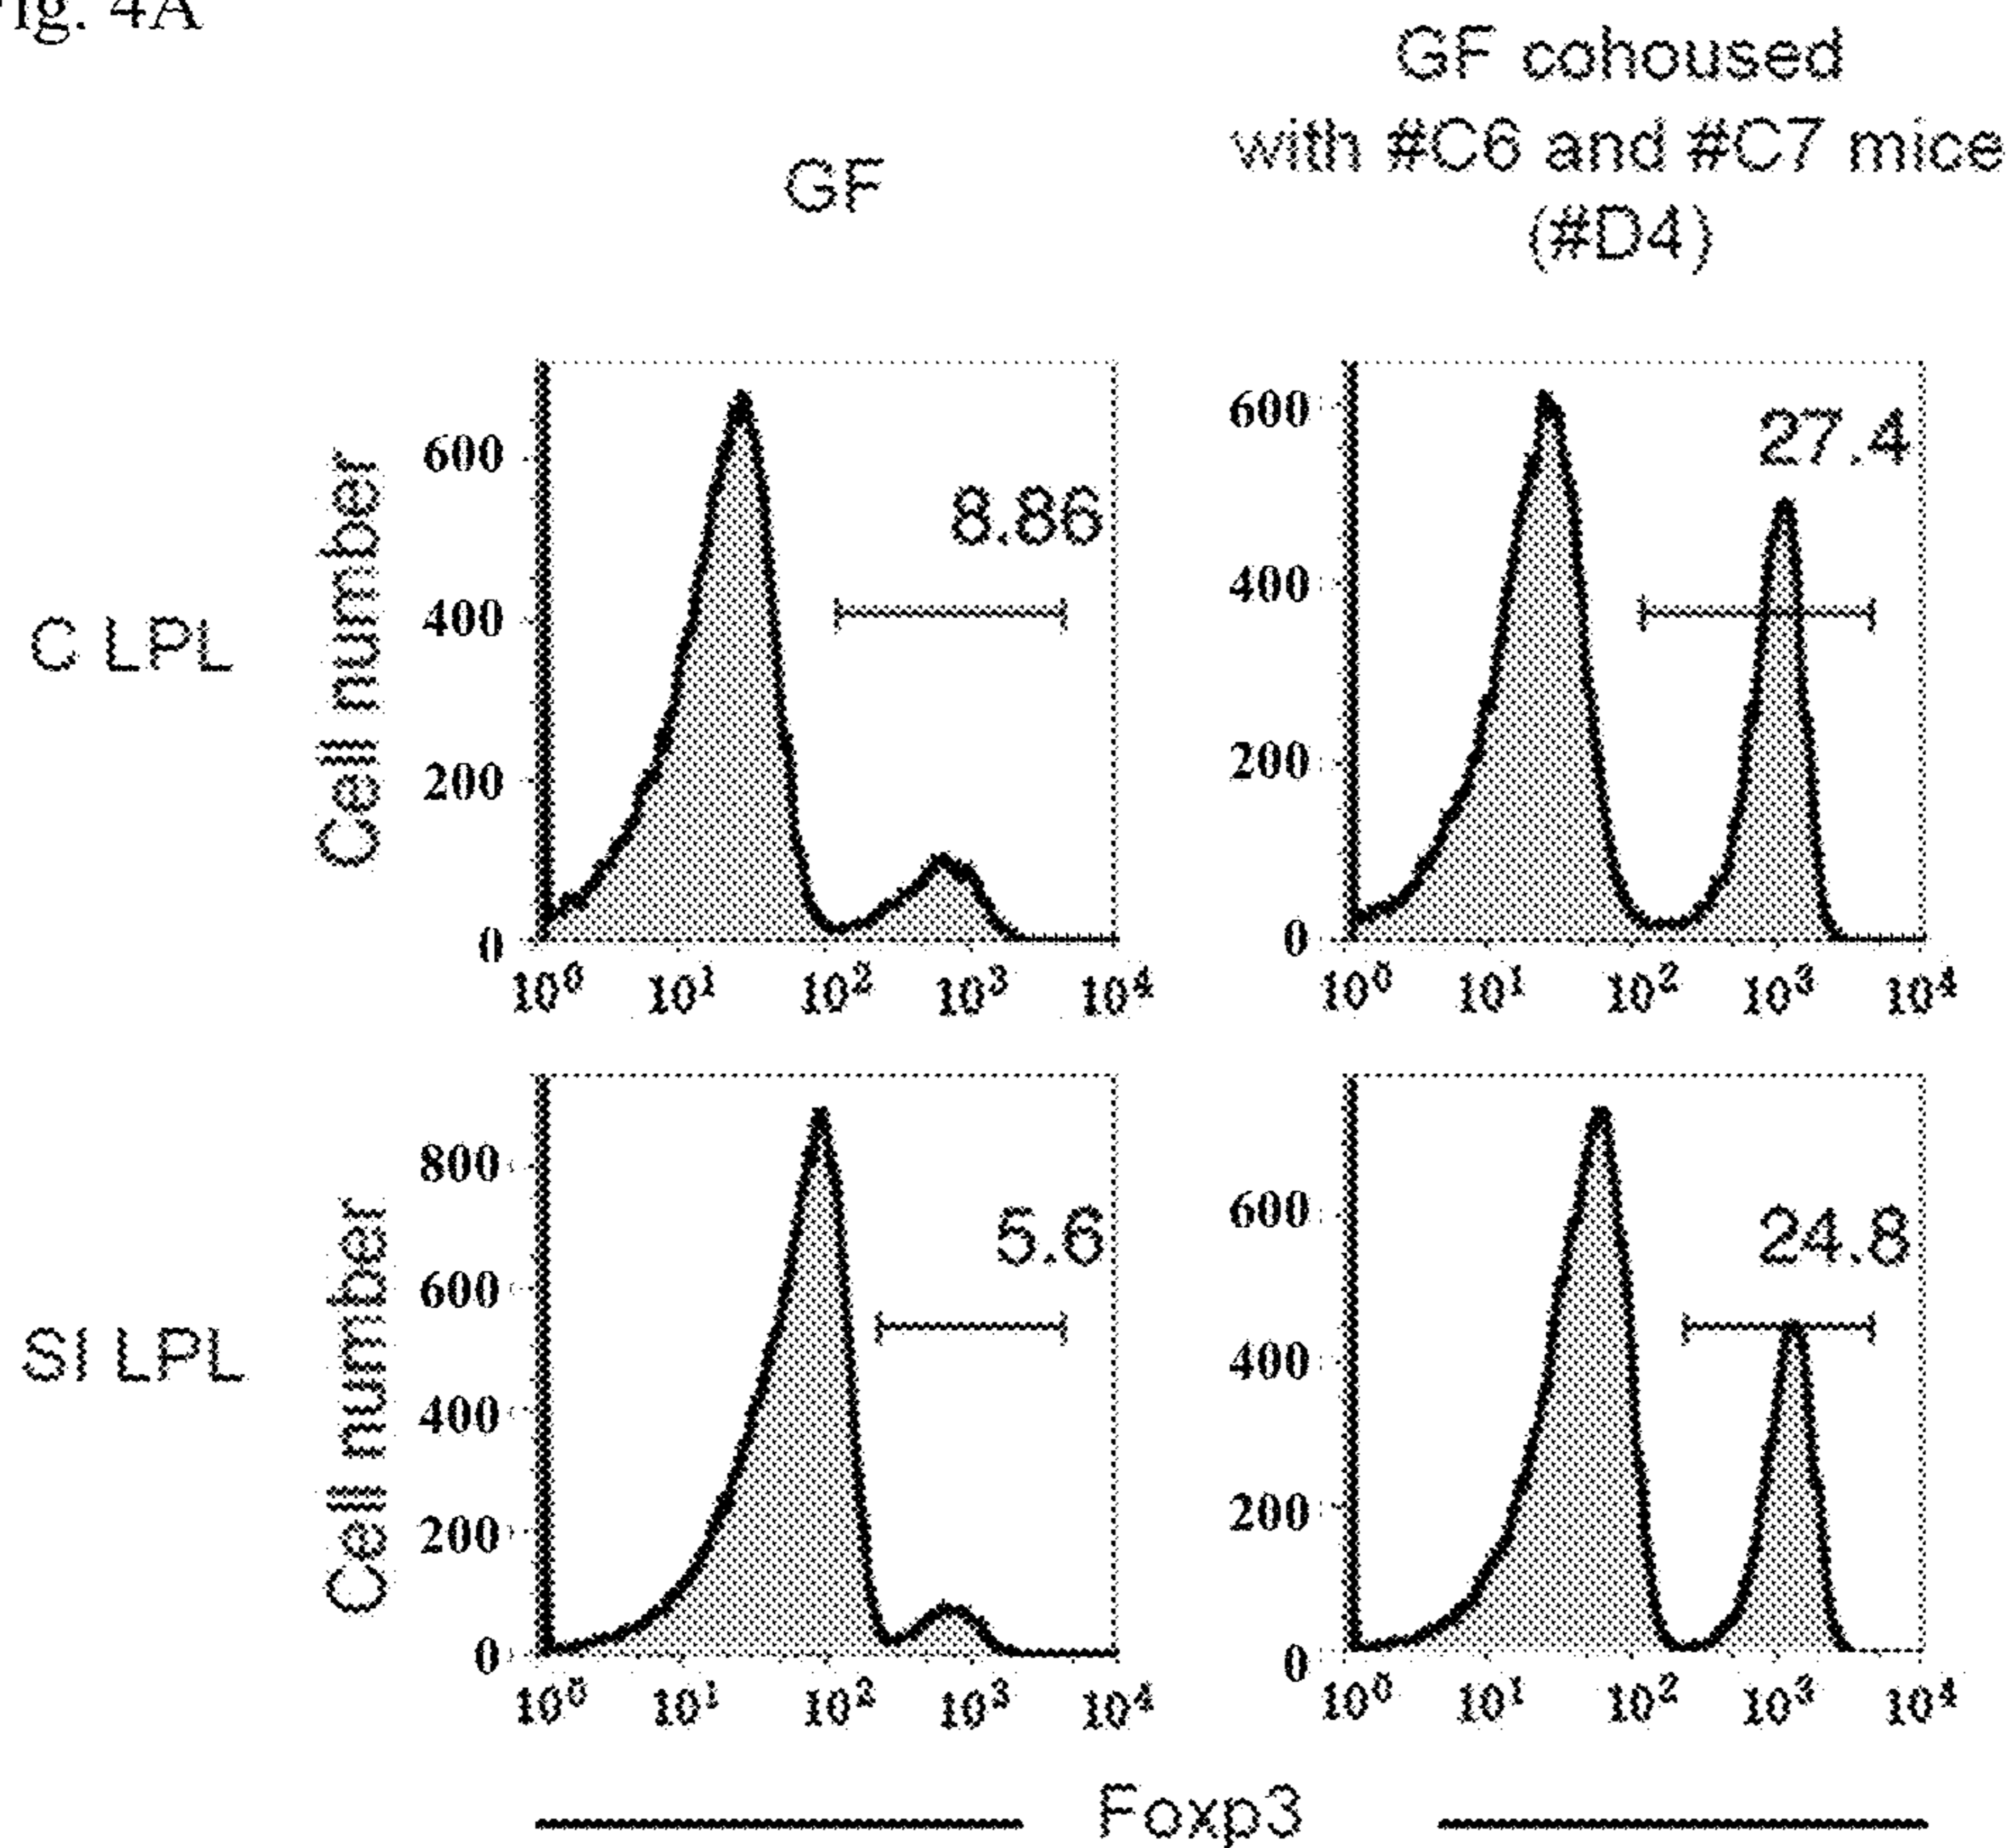 Fig. 4A
GF
GF cohoused
with #C6 and #C7 mice
(#D4)
C LPL
Cell number
600
400
200
0
8.86
10⁰ 10¹ 10² 10³ 10⁴
600
400
200
0
27.4
10⁰ 10¹ 10² 10³ 10⁴
SI LPL
Cell number
800
600
400
200
0
5.6
10⁰ 10¹ 10² 10³ 10⁴
600
400
200
0
24.8
10⁰ 10¹ 10² 10³ 10⁴
Foxp3